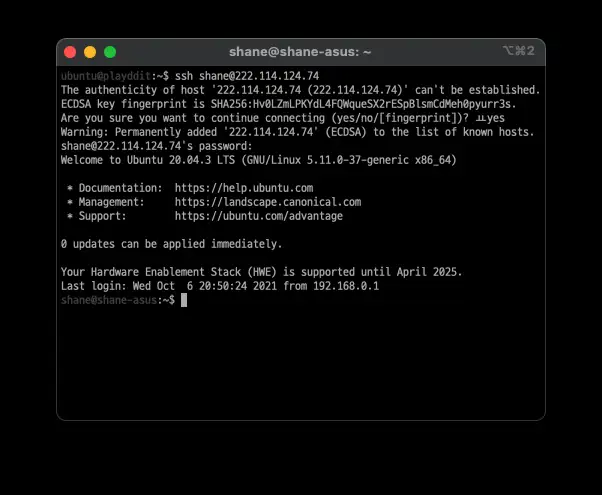 shane@shane-asus: ~
⌥⌘2
ubuntu@playddit:~$ ssh shane@222.114.124.74
The authenticity of host '222.114.124.74 (222.114.124.74)' can't be established.
ECDSA key fingerprint is SHA256:Hv0LZmLPKYdL4FQWqueSX2rESpBlsmCdMeh0pyurr3s.
Are you sure you want to continue connecting (yes/no/[fingerprint])? ㅛyes
Warning: Permanently added '222.114.124.74' (ECDSA) to the list of known hosts.
shane@222.114.124.74's password:
Welcome to Ubuntu 20.04.3 LTS (GNU/Linux 5.11.0-37-generic x86_64)
* Documentation:  https://help.ubuntu.com
* Management:     https://landscape.canonical.com
* Support:        https://ubuntu.com/advantage
0 updates can be applied immediately.
Your Hardware Enablement Stack (HWE) is supported until April 2025.
Last login: Wed Oct  6 20:50:24 2021 from 192.168.0.1
shane@shane-asus:~$